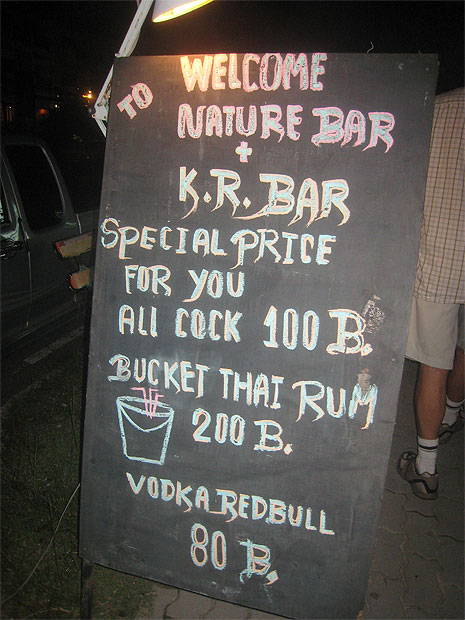 WELCOME
TO
NATURE BAR
+
K.R. BAR
SPECIAL PRICE
FOR YOU
ALL COCK 100 B.
BUCKET THAI RUM
200 B.
VODKA REDBULL
80 B.